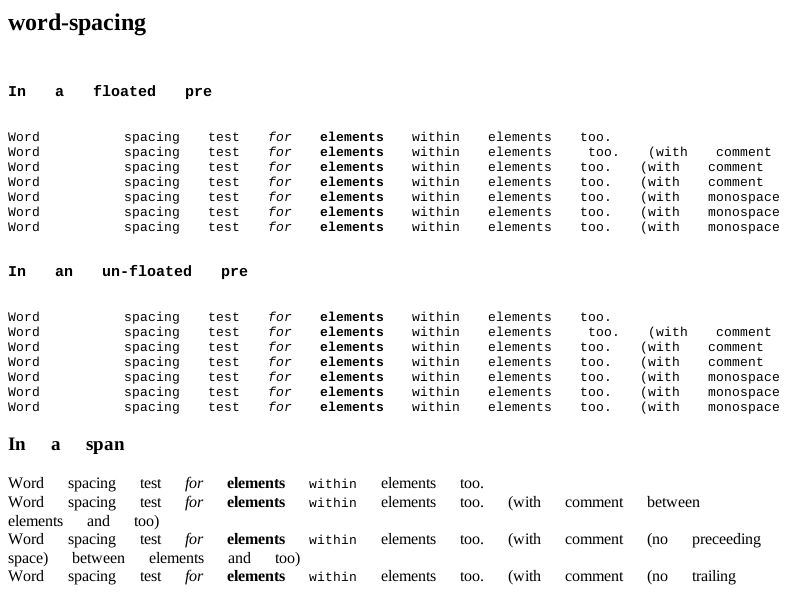 word-spacing
In a floated pre
Word spacing test for elements within elements too.
Word spacing test for elements within elements too. (with comment
Word spacing test for elements within elements too. (with comment
Word spacing test for elements within elements too. (with comment
Word spacing test for elements within elements too. (with monospace
Word spacing test for elements within elements too. (with monospace
Word spacing test for elements within elements too. (with monospace
In an un-floated pre
Word spacing test for elements within elements too.
Word spacing test for elements within elements too. (with comment
Word spacing test for elements within elements too. (with comment
Word spacing test for elements within elements too. (with comment
Word spacing test for elements within elements too. (with monospace
Word spacing test for elements within elements too. (with monospace
Word spacing test for elements within elements too. (with monospace
In a span
Word spacing test for elements within elements too.
Word spacing test for elements within elements too. (with comment between
elements and too)
Word spacing test for elements within elements too. (with comment (no preceeding
space) between elements and too)
Word spacing test for elements within elements too. (with comment (no trailing